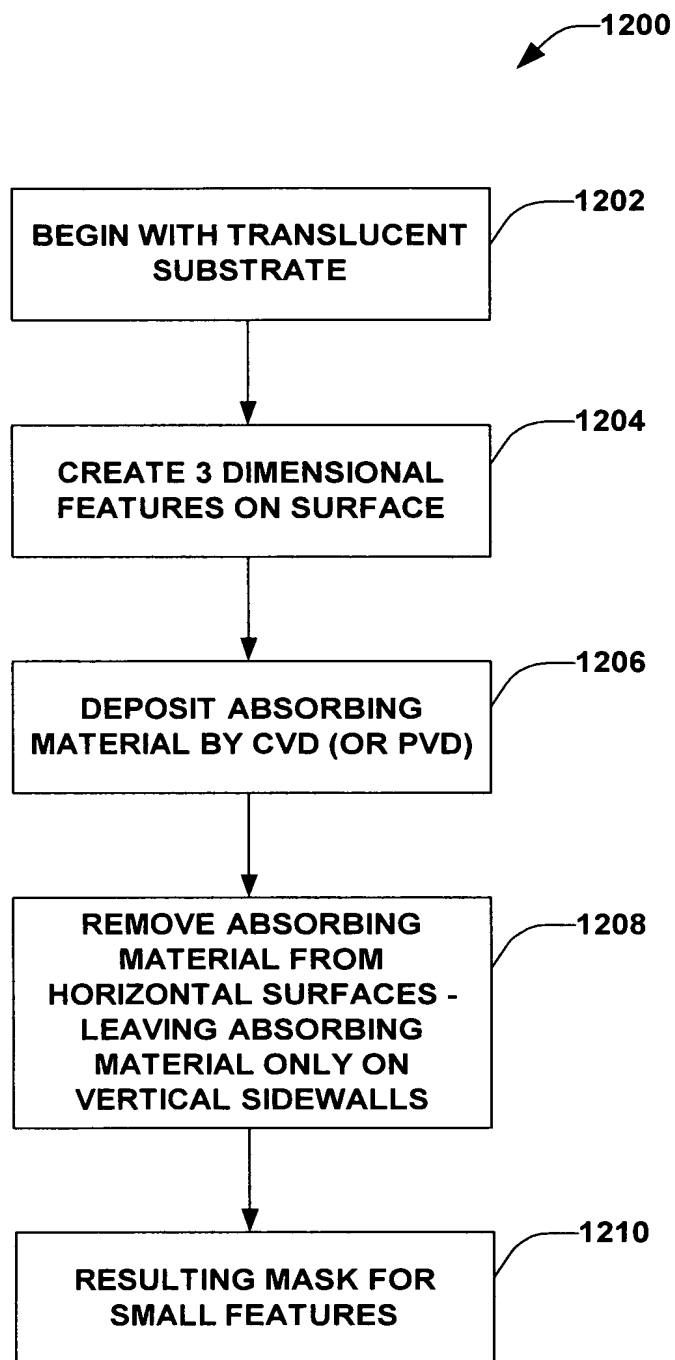 1200
1202
BEGIN WITH TRANSLUCENT
SUBSTRATE
1204
CREATE 3 DIMENSIONAL
FEATURES ON SURFACE
1206
DEPOSIT ABSORBING
MATERIAL BY CVD (OR PVD)
1208
REMOVE ABSORBING
MATERIAL FROM
HORIZONTAL SURFACES -
LEAVING ABSORBING
MATERIAL ONLY ON
VERTICAL SIDEWALLS
1210
RESULTING MASK FOR
SMALL FEATURES